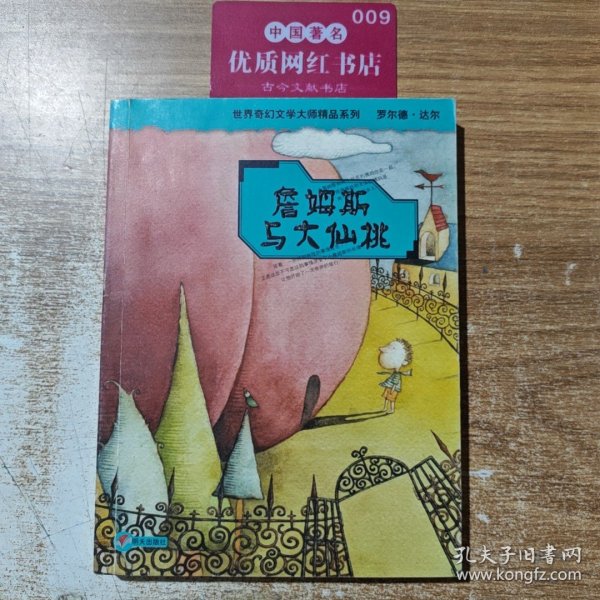 009
中国著名
优质网红书店
古今文献书店
世界奇幻文学大师精品系列 罗尔德·达尔
詹姆斯
与大仙桃
明天出版社
孔夫子旧书网
www.kongfz.com